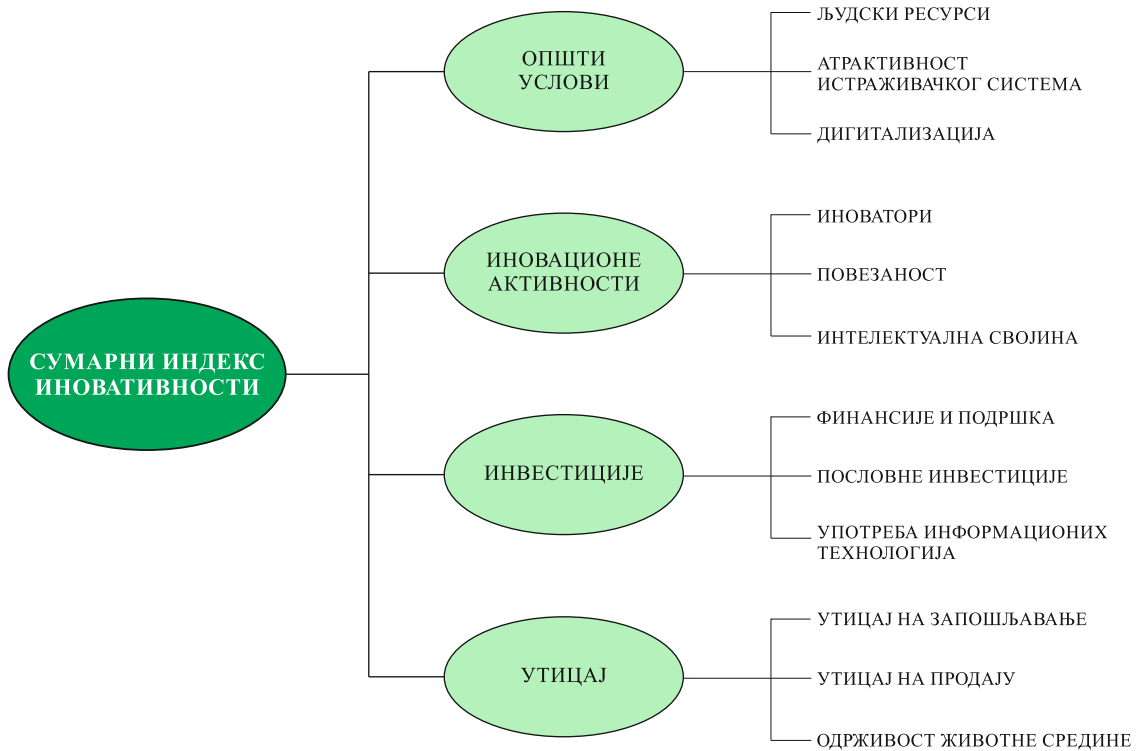 СУМАРНИ ИНДЕКС
ИНОВАТИВНОСТИ
ОПШТИ
УСЛОВИ
ЉУДСКИ РЕСУРСИ
АТРАКТИВНОСТ
ИСТРАЖИВАЧКОГ СИСТЕМА
ДИГИТАЛИЗАЦИЈА
ИНОВАЦИОНЕ
АКТИВНОСТИ
ИНОВАТОРИ
ПОВЕЗАНОСТ
ИНТЕЛЕКТУАЛНА СВОЈИНА
ИНВЕСТИЦИЈЕ
ФИНАНСИЈЕ И ПОДРШКА
ПОСЛОВНЕ ИНВЕСТИЦИЈЕ
УПОТРЕБА ИНФОРМАЦИОНИХ
ТЕХНОЛОГИЈА
УТИЦАЈ
УТИЦАЈ НА ЗАПОШЉАВАЊЕ
УТИЦАЈ НА ПРОДАЈУ
ОДРЖИВОСТ ЖИВОТНЕ СРЕДИНЕ